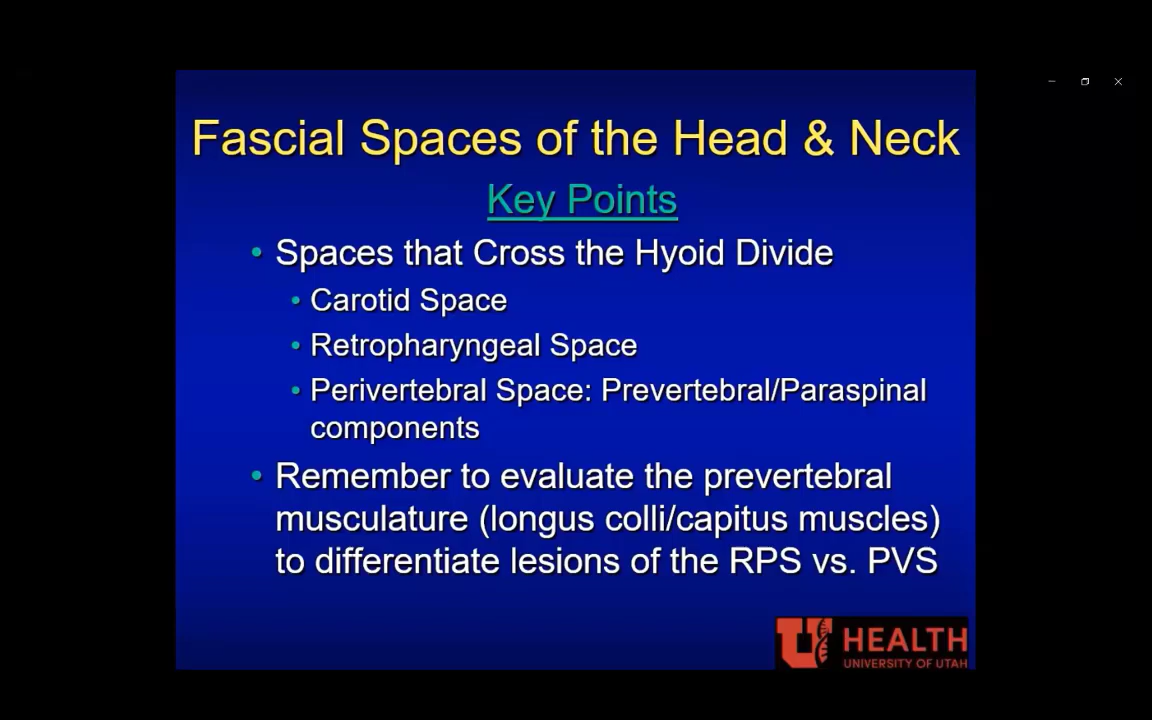 Fascial Spaces of the Head & Neck
Key Points
• Spaces that Cross the Hyoid Divide
• Carotid Space
• Retropharyngeal Space
• Perivertebral Space: Prevertebral/Paraspinal
components
• Remember to evaluate the prevertebral
musculature (longus colli/capitus muscles)
to differentiate lesions of the RPS vs. PVS
U HEALTH
UNIVERSITY OF UTAH